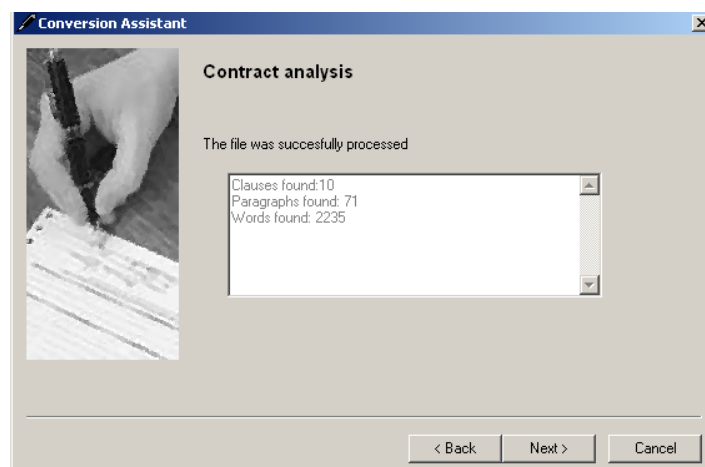 Conversion Assistant
Contract analysis
The file was succesfully processed
Clauses found:10
Paragraphs found: 71
Words found: 2235
< Back
Next >
Cancel